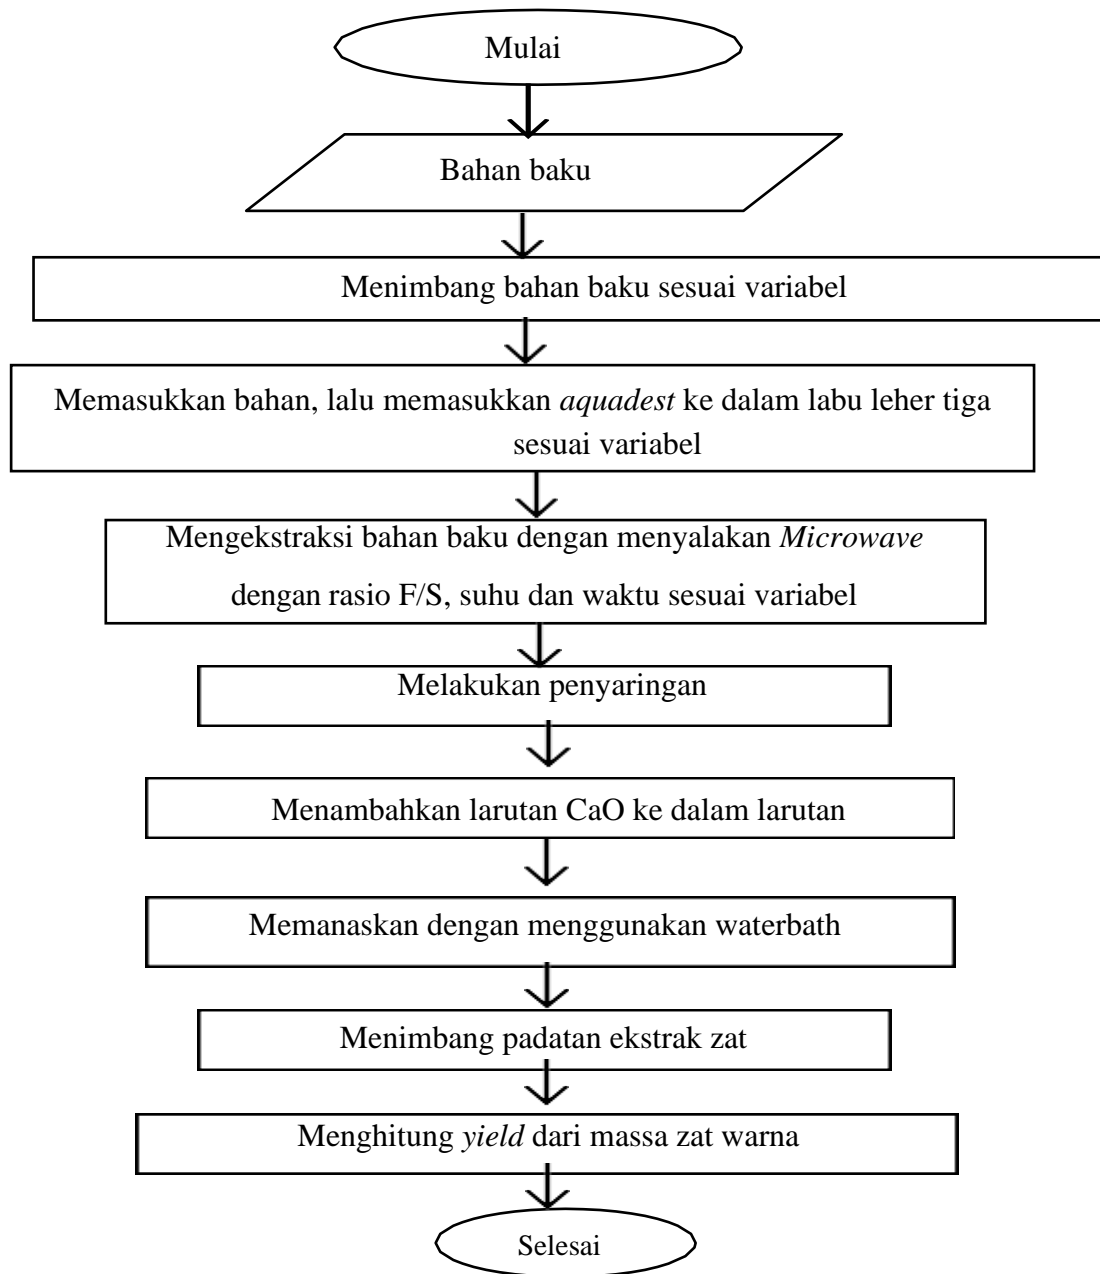 Mulai
Bahan baku
Menimbang bahan baku sesuai variabel
Memasukkan bahan, lalu memasukkan aquadest ke dalam labu leher tiga
sesuai variabel
Mengekstraksi bahan baku dengan menyalakan Microwave
dengan rasio F/S, suhu dan waktu sesuai variabel
Melakukan penyaringan
Menambahkan larutan CaO ke dalam larutan
Memanaskan dengan menggunakan waterbath
Menimbang padatan ekstrak zat
Menghitung yield dari massa zat warna
Selesai